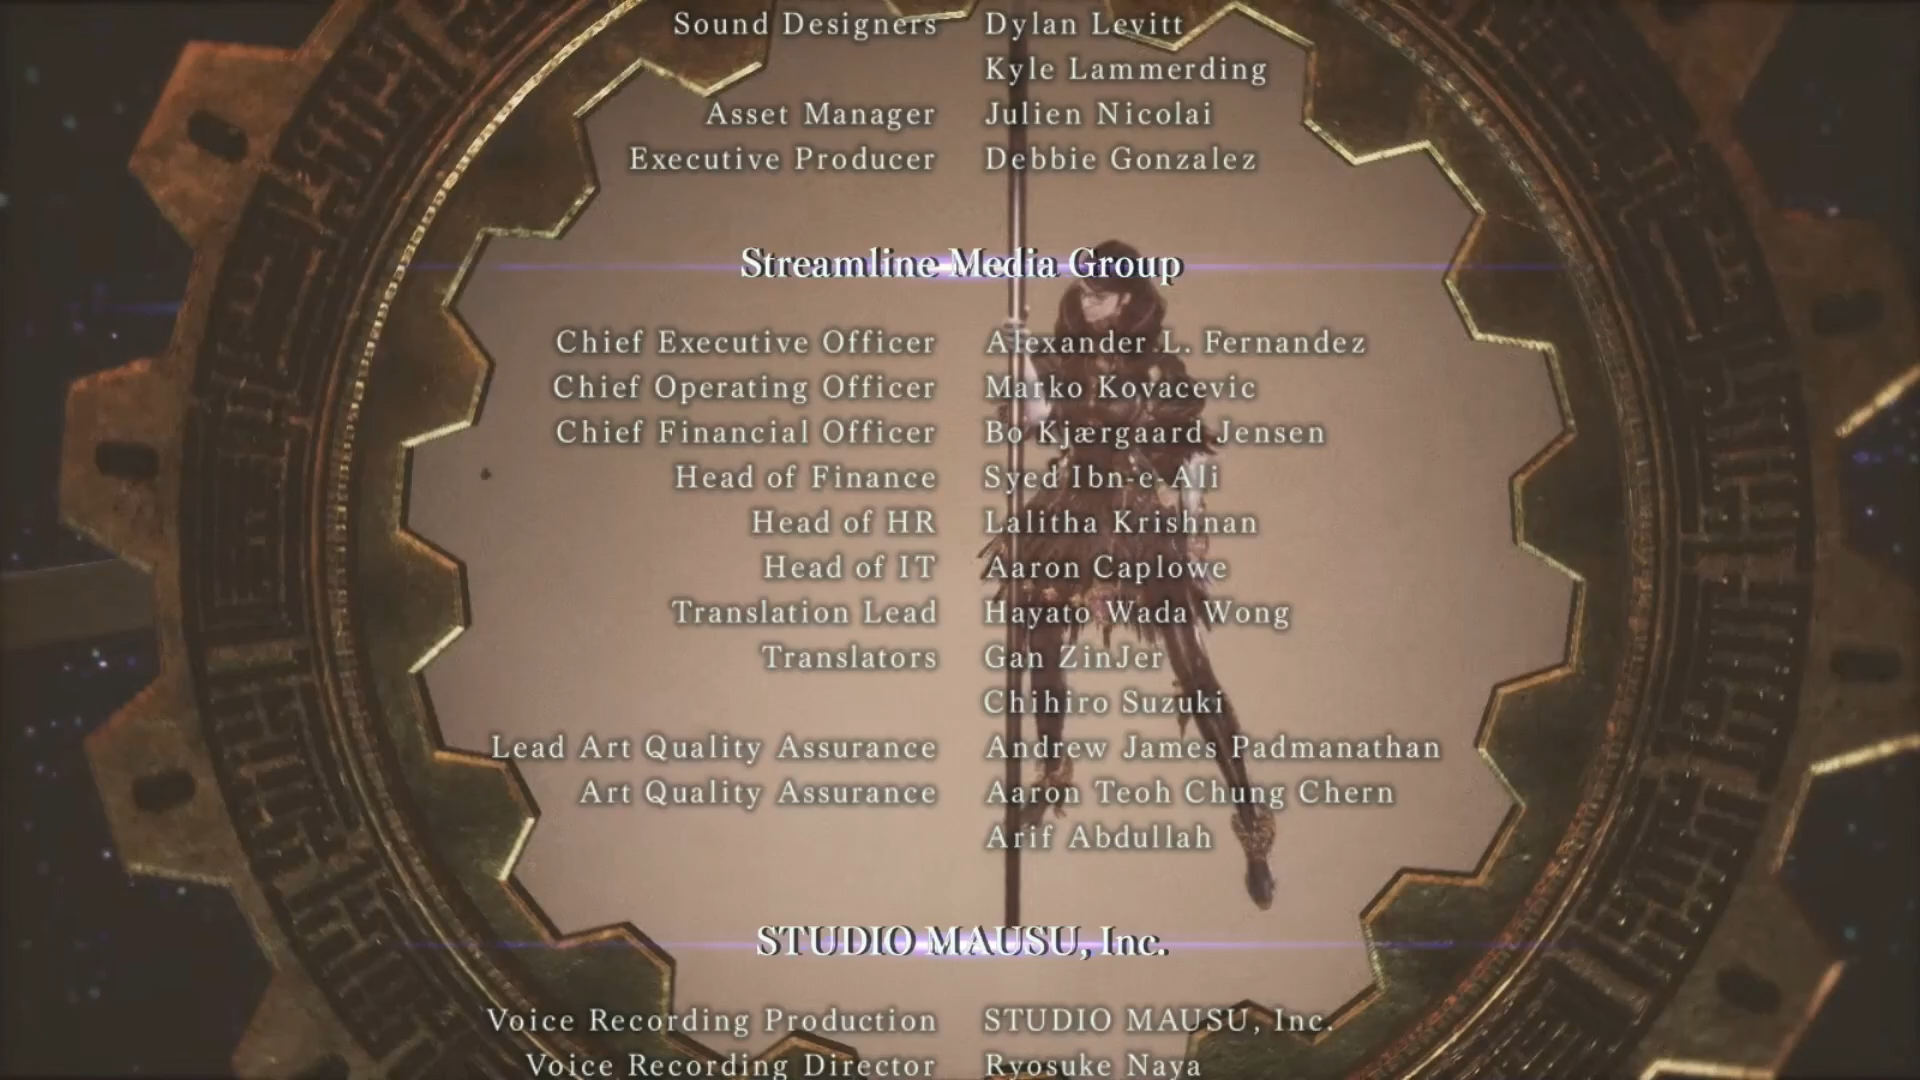 Sound Designers Dylan Levitt
Kyle Lammerding
Asset Manager Julien Nicolai
Executive Producer Debbie Gonzalez
Streamline Media Group
Chief Executive Officer Alexander L. Fernandez
Chief Operating Officer Marko Kovacevic
Chief Financial Officer Bo Kjærgaard Jensen
Head of Finance Syed Ibn-e-Ali
Head of HR Lalitha Krishnan
Head of IT Aaron Caplowe
Translation Lead Hayato Wada Wong
Translators Gan ZinJer
Chihiro Suzuki
Lead Art Quality Assurance Andrew James Padmanathan
Art Quality Assurance Aaron Teoh Chung Chern
Arif Abdullah
STUDIO MAUSU, Inc.
Voice Recording Production STUDIO MAUSU, Inc.
Voice Recording Director Ryosuke Naya